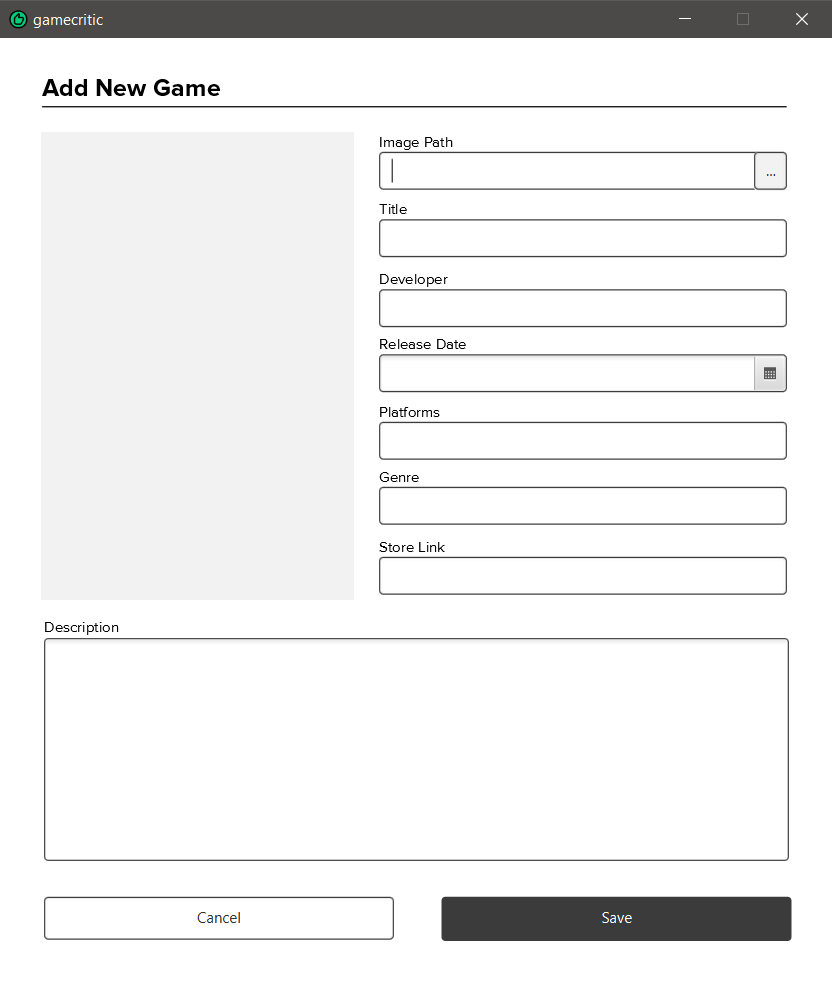 gamecritic
Add New Game
Image Path
...
Title
Developer
Release Date
Platforms
Genre
Store Link
Description
Cancel
Save